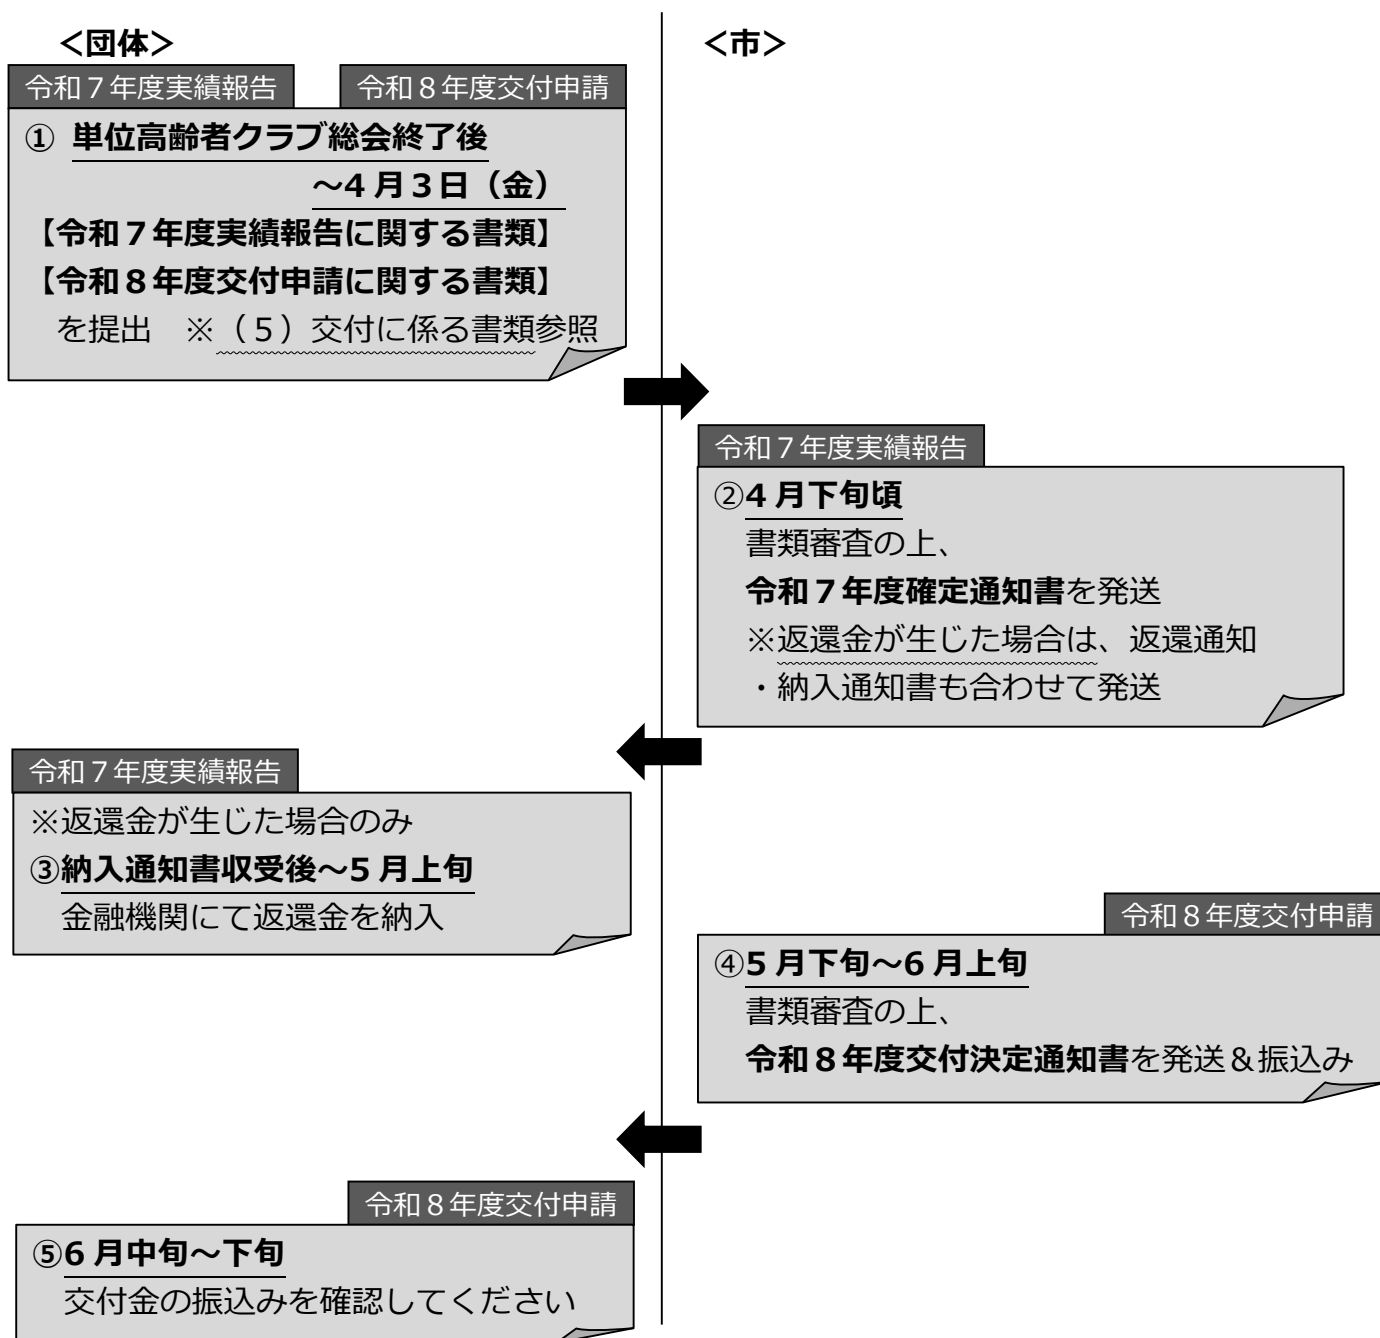 ＜団体＞
＜市＞
令和７年度実績報告
令和８年度交付申請
① 単位高齢者クラブ総会終了後
～4月3日（金）
【令和７年度実績報告に関する書類】
【令和８年度交付申請に関する書類】
を提出　※（５）交付に係る書類参照
令和７年度実績報告
②4月下旬頃
書類審査の上、
令和７年度確定通知書を発送
※返還金が生じた場合は、返還通知
・納入通知書も合わせて発送
令和７年度実績報告
※返還金が生じた場合のみ
③納入通知書収受後～5月上旬
金融機関にて返還金を納入
令和８年度交付申請
④5月下旬～6月上旬
書類審査の上、
令和８年度交付決定通知書を発送＆振込み
令和８年度交付申請
⑤6月中旬～下旬
交付金の振込みを確認してください